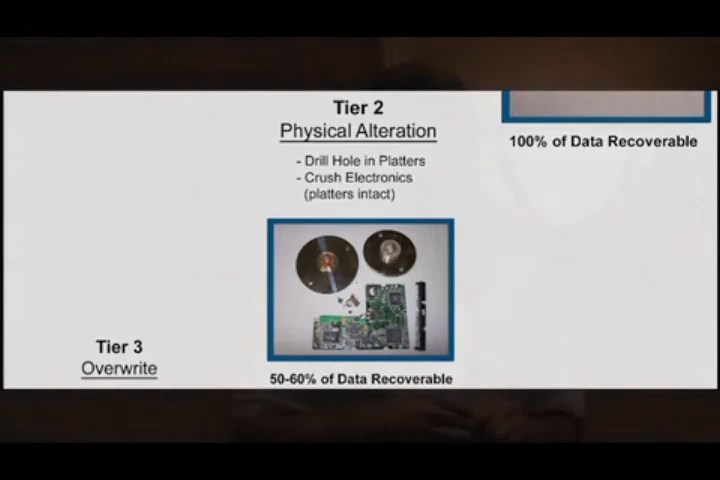 Tier 2
Physical Alteration
- Drill Hole in Platters
- Crush Electronics
(platters intact)
50-60% of Data Recoverable
100% of Data Recoverable
Tier 3
Overwrite